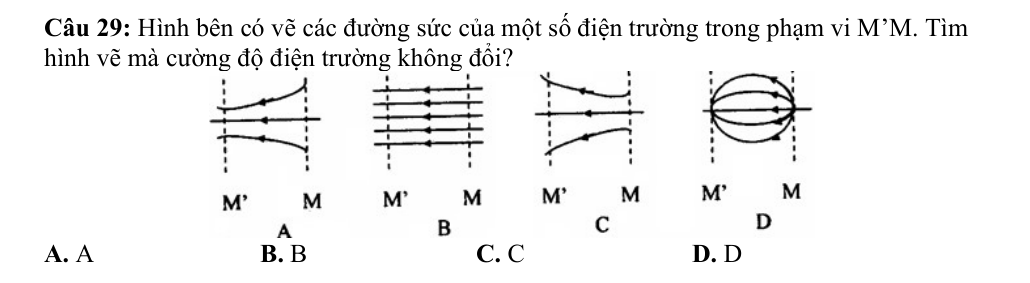 Câu 29: Hình bên có vẽ các đường sức của một số điện trường trong phạm vi M’M. Tìm
hình vẽ mà cường độ điện trường không đổi?
M’ M M’ M M’ M M’ M
A B C D
A. A B. B C. C D. D